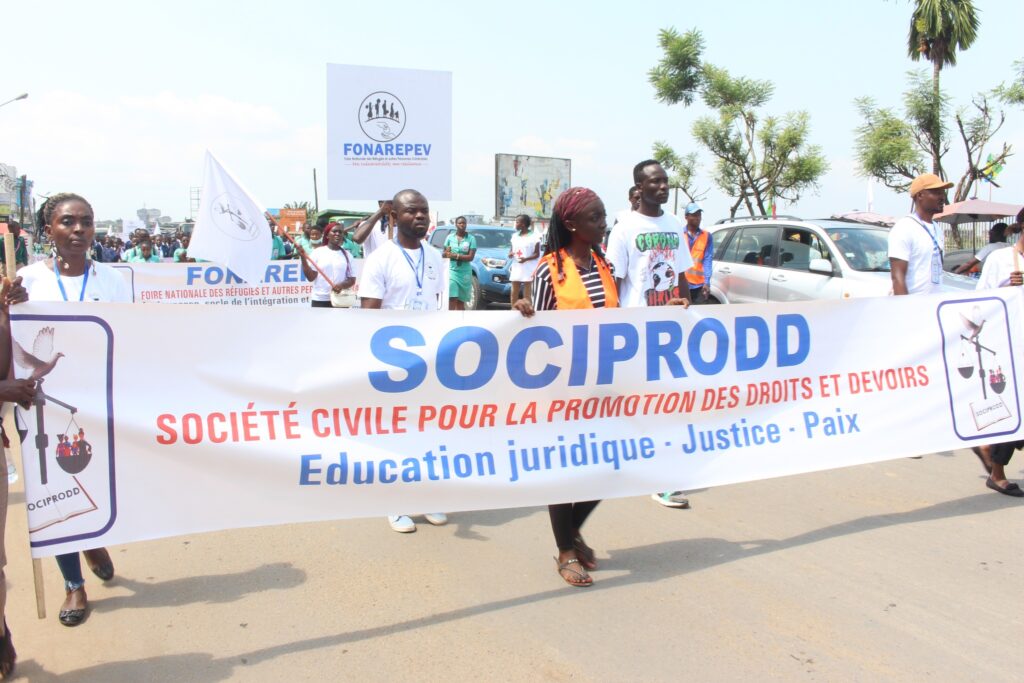 FONAREPEV
FONAREPEV
FOIRE NATIONALE DES RÉFUGIÉS ET AUTRES
SOCIPRODD
SOCIÉTÉ CIVILE POUR LA PROMOTION DES DROITS ET DEVOIRS
Education juridique - Justice - Paix
SOCIPRODD
SOCIPRODD